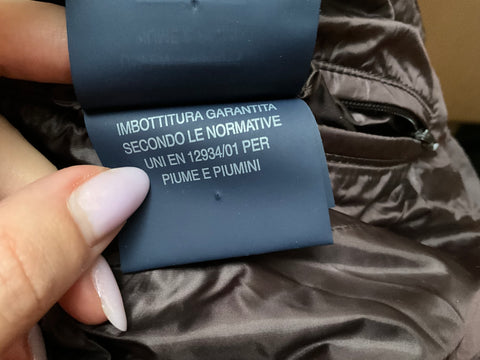 IMBOTTITURA GARANTITA
SECONDO LE NORMATIVE
UNI EN 12934/01 PER
PIUME E PIUMINI